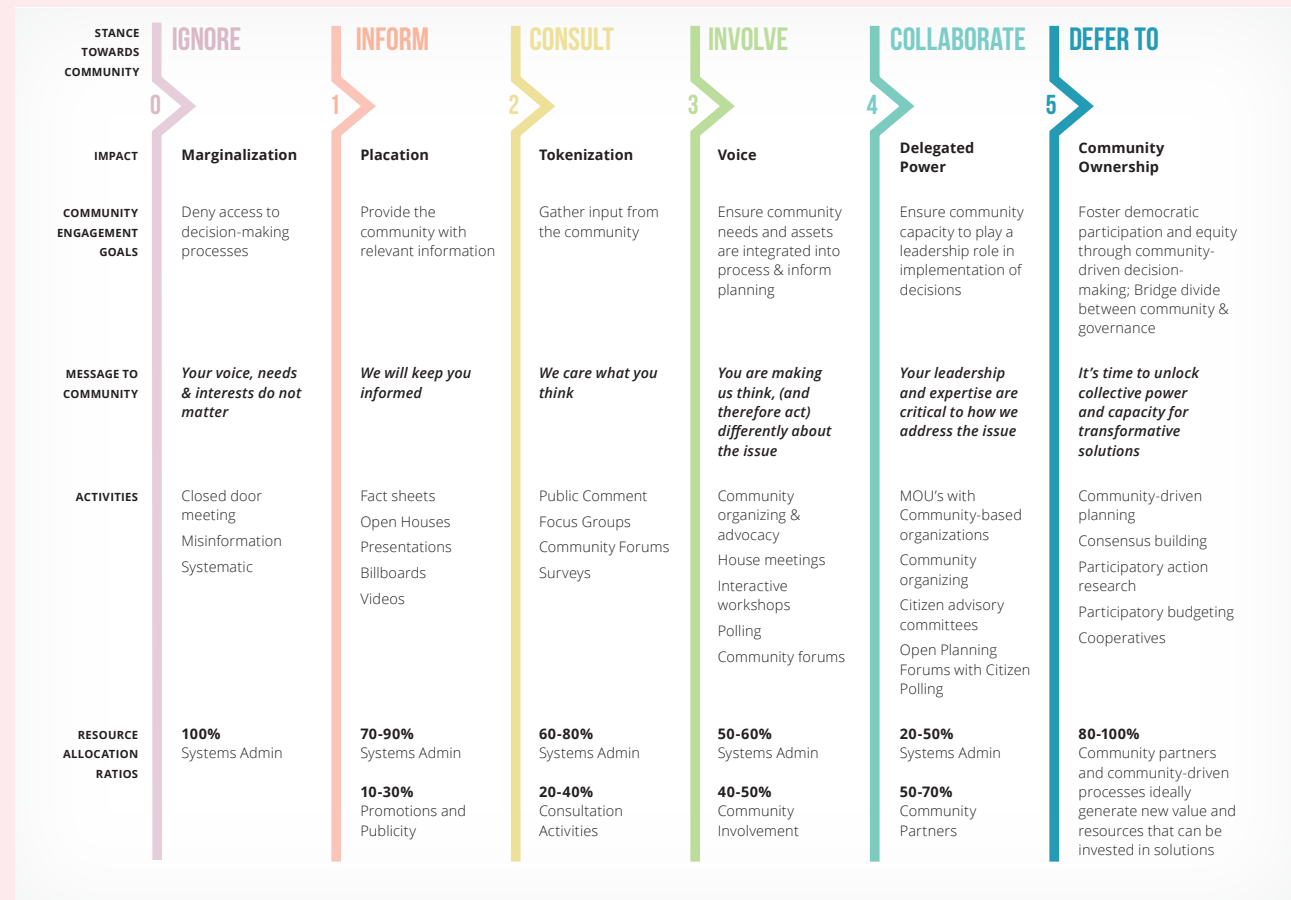 STANCE
TOWARDS
COMMUNITY
IGNORE
INFORM
CONSULT
INVOLVE
COLLABORATE
DEFER TO
0
1
2
3
4
5
IMPACT
Marginalization
Placation
Tokenization
Voice
Delegated
Power
Community
Ownership
COMMUNITY
ENGAGEMENT
GOALS
Deny access to
decision-making
processes
Provide the
community with
relevant information
Gather input from
the community
Ensure community
needs and assets
are integrated into
process & inform
planning
Ensure community
capacity to play a
leadership role in
implementation of
decisions
Foster democratic
participation and equity
through community-
driven decision-
making; Bridge divide
between community &
governance
MESSAGE TO
COMMUNITY
Your voice, needs
& interests do not
matter
We will keep you
informed
We care what you
think
You are making
us think, (and
therefore act)
differently about
the issue
Your leadership
and expertise are
critical to how we
address the issue
It's time to unlock
collective power
and capacity for
transformative
solutions
ACTIVITIES
Closed door
meeting
Misinformation
Systematic
Fact sheets
Open Houses
Presentations
Billboards
Videos
Public Comment
Focus Groups
Community Forums
Surveys
Community
organizing &
advocacy
House meetings
Interactive
workshops
Polling
Community forums
MOU's with
Community-based
organizations
Community
organizing
Citizen advisory
committees
Open Planning
Forums with Citizen
Polling
Community-driven
planning
Consensus building
Participatory action
research
Participatory budgeting
Cooperatives
RESOURCE
ALLOCATION
RATIOS
100%
Systems Admin
70-90%
Systems Admin
10-30%
Promotions and
Publicity
60-80%
Systems Admin
20-40%
Consultation
Activities
50-60%
Systems Admin
40-50%
Community
Involvement
20-50%
Systems Admin
50-70%
Community
Partners
80-100%
Community partners
and community-driven
processes ideally
generate new value and
resources that can be
invested in solutions